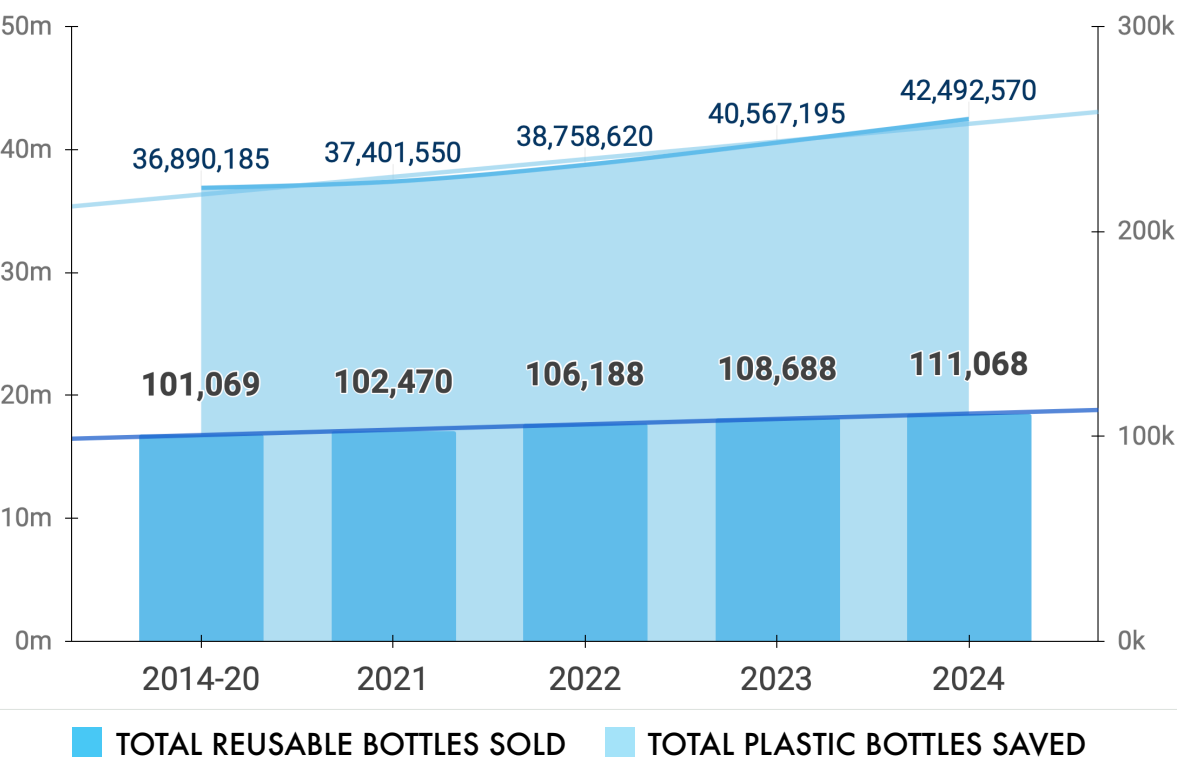 50m
300k
42,492,570
40,567,195
38,758,620
37,401,550
36,890,185
40m
200k
30m
111,068
108,688
106,188
102,470
101,069
20m
100k
10m
0m
0k
2014-20 2021 2022 2023 2024
TOTAL REUSABLE BOTTLES SOLD TOTAL PLASTIC BOTTLES SAVED